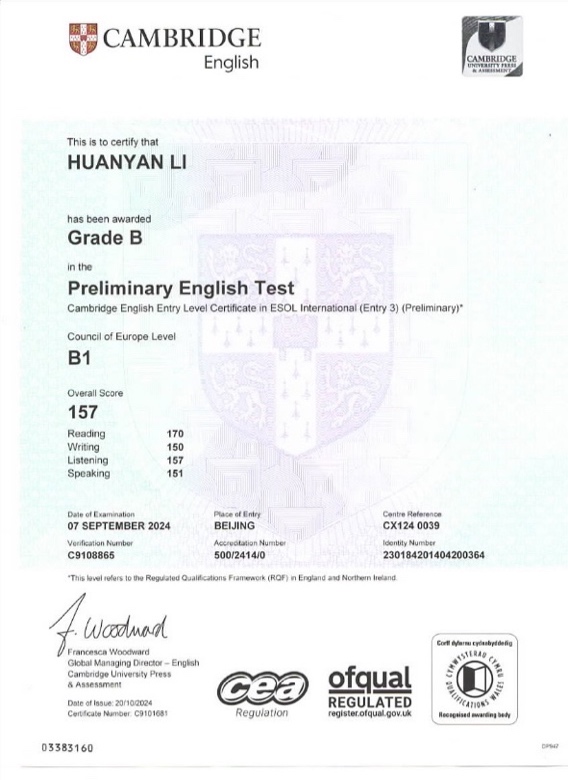 CAMBRIDGE
English
CAMBRIDGE
UNIVERSITY PRESS
& ASSESSMENT
This is to certify that
HUANYAN LI
has been awarded
Grade B
in the
Preliminary English Test
Cambridge English Entry Level Certificate in ESOL International (Entry 3) (Preliminary)*
Council of Europe Level
B1
Overall Score
157
Reading 170
Writing 150
Listening 157
Speaking 151
Date of Examination Place of Entry Centre Reference
07 SEPTEMBER 2024 BEIJING CX124 0039
Verification Number Accreditation Number Identity Number
C9108865 500/2414/0 230184201404200364
*This level refers to the Regulated Qualifications Framework (RQF) in England and Northern Ireland
F. Woodward
Francesca Woodward
Global Managing Director – English
Cambridge University Press
& Assessment
Date of Issue: 20/10/2024
Certificate Number: C9101681
cea
Regulation
ofqual
REGULATED
register.ofqual.gov.uk
Corff dyfarnu cydnabyddedig
CYMWYSTERAU CYMRU
QUALIFICATIONS WALES
Recognised awarding body
03383160